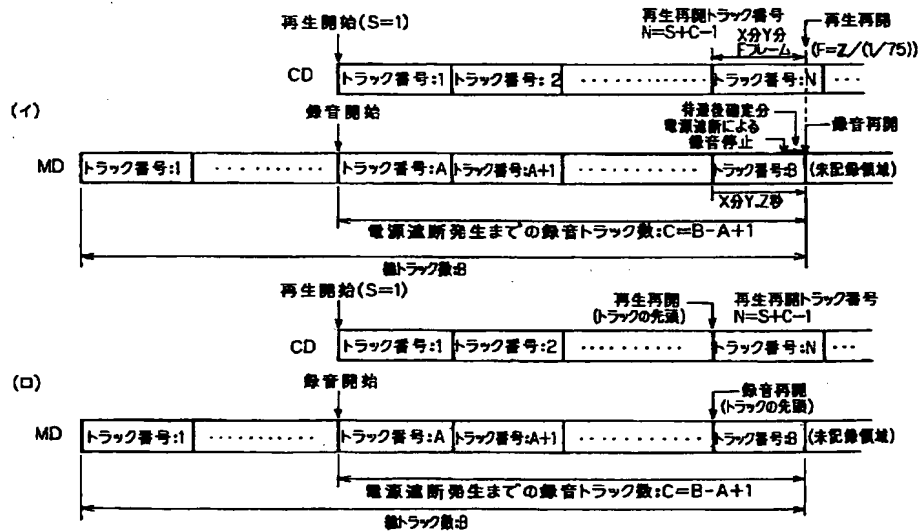 再生開始(S=1)
再生再開トラック番号
N=S+C-1
X分Y分
Fフレーム
再生再開
(F=Z/(1/75))
CD
トラック番号:1
トラック番号:2
トラック番号:N
(イ)
録音開始
待避後確定分
電源遮断による
録音停止
録音再開
MD
トラック番号:1
トラック番号:A
トラック番号:A+1
トラック番号:B
(未記録領域)
X分Y.Z秒
電源遮断発生までの録音トラック数:C=B-A+1
総トラック数:B
再生開始(S=1)
再生再開
(トラックの先頭)
再生再開トラック番号
N=S+C-1
CD
トラック番号:1
トラック番号:2
トラック番号:N
(ロ)
録音開始
録音再開
(トラックの先頭)
MD
トラック番号:1
トラック番号:A
トラック番号:A+1
トラック番号:B
(未記録領域)
電源遮断発生までの録音トラック数:C=B-A+1
総トラック数:B